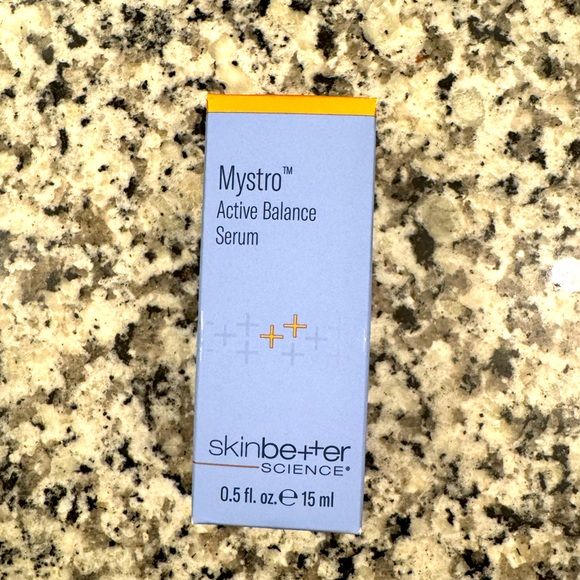 Mystro™
Active Balance
Serum
skinbetter
SCIENCE®
0.5 fl. oz. ℮ 15 ml